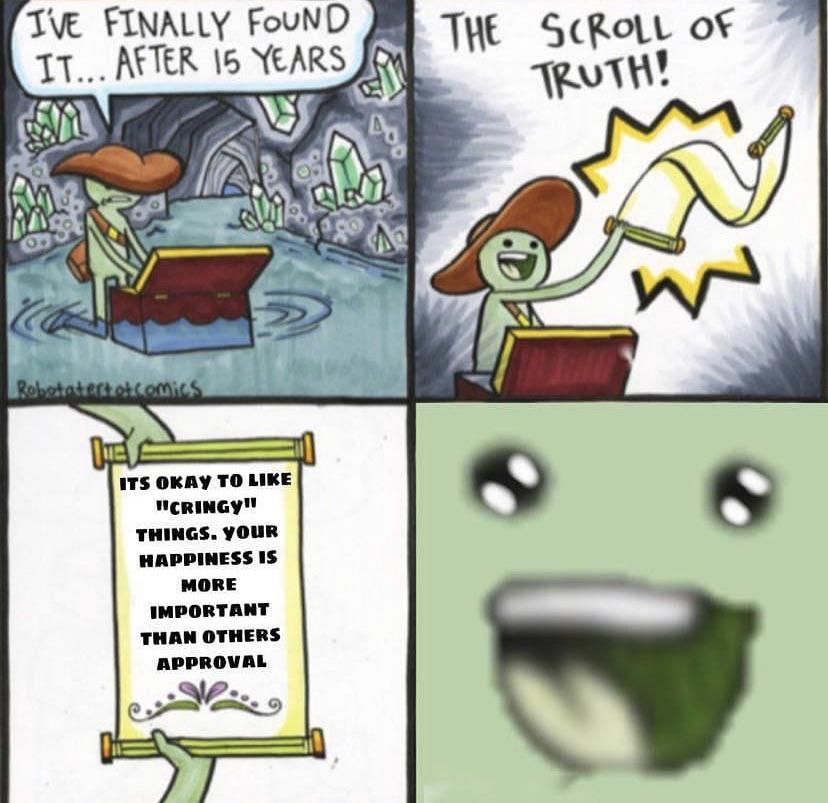 I'VE FINALLY FOUND
IT... AFTER 15 YEARS
THE SCROLL OF
TRUTH!
Robotatertotcomics
ITS OKAY TO LIKE
"CRINGY"
THINGS. YOUR
HAPPINESS IS
MORE
IMPORTANT
THAN OTHERS
APPROVAL